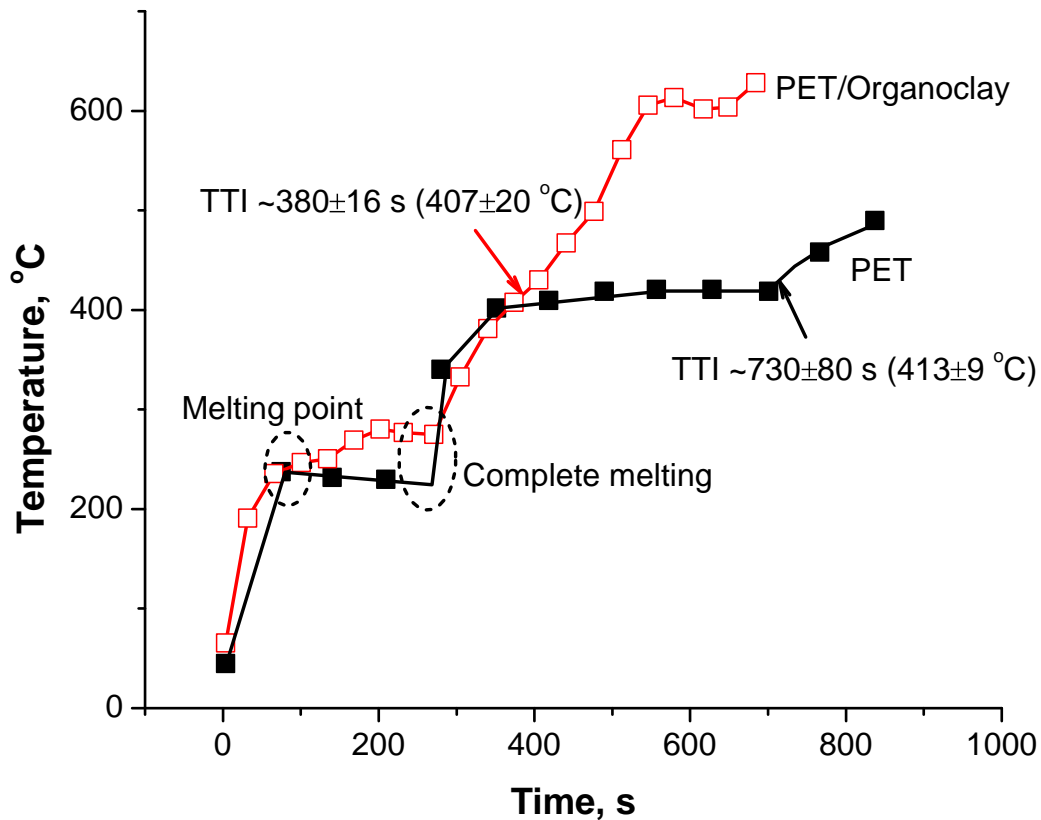 600
400
200
0
0
200
400
600
800
1000
Temperature, °C
Time, s
PET/Organoclay
TTI ~380±16 s (407±20 °C)
PET
TTI ~730±80 s (413±9 °C)
Melting point
Complete melting